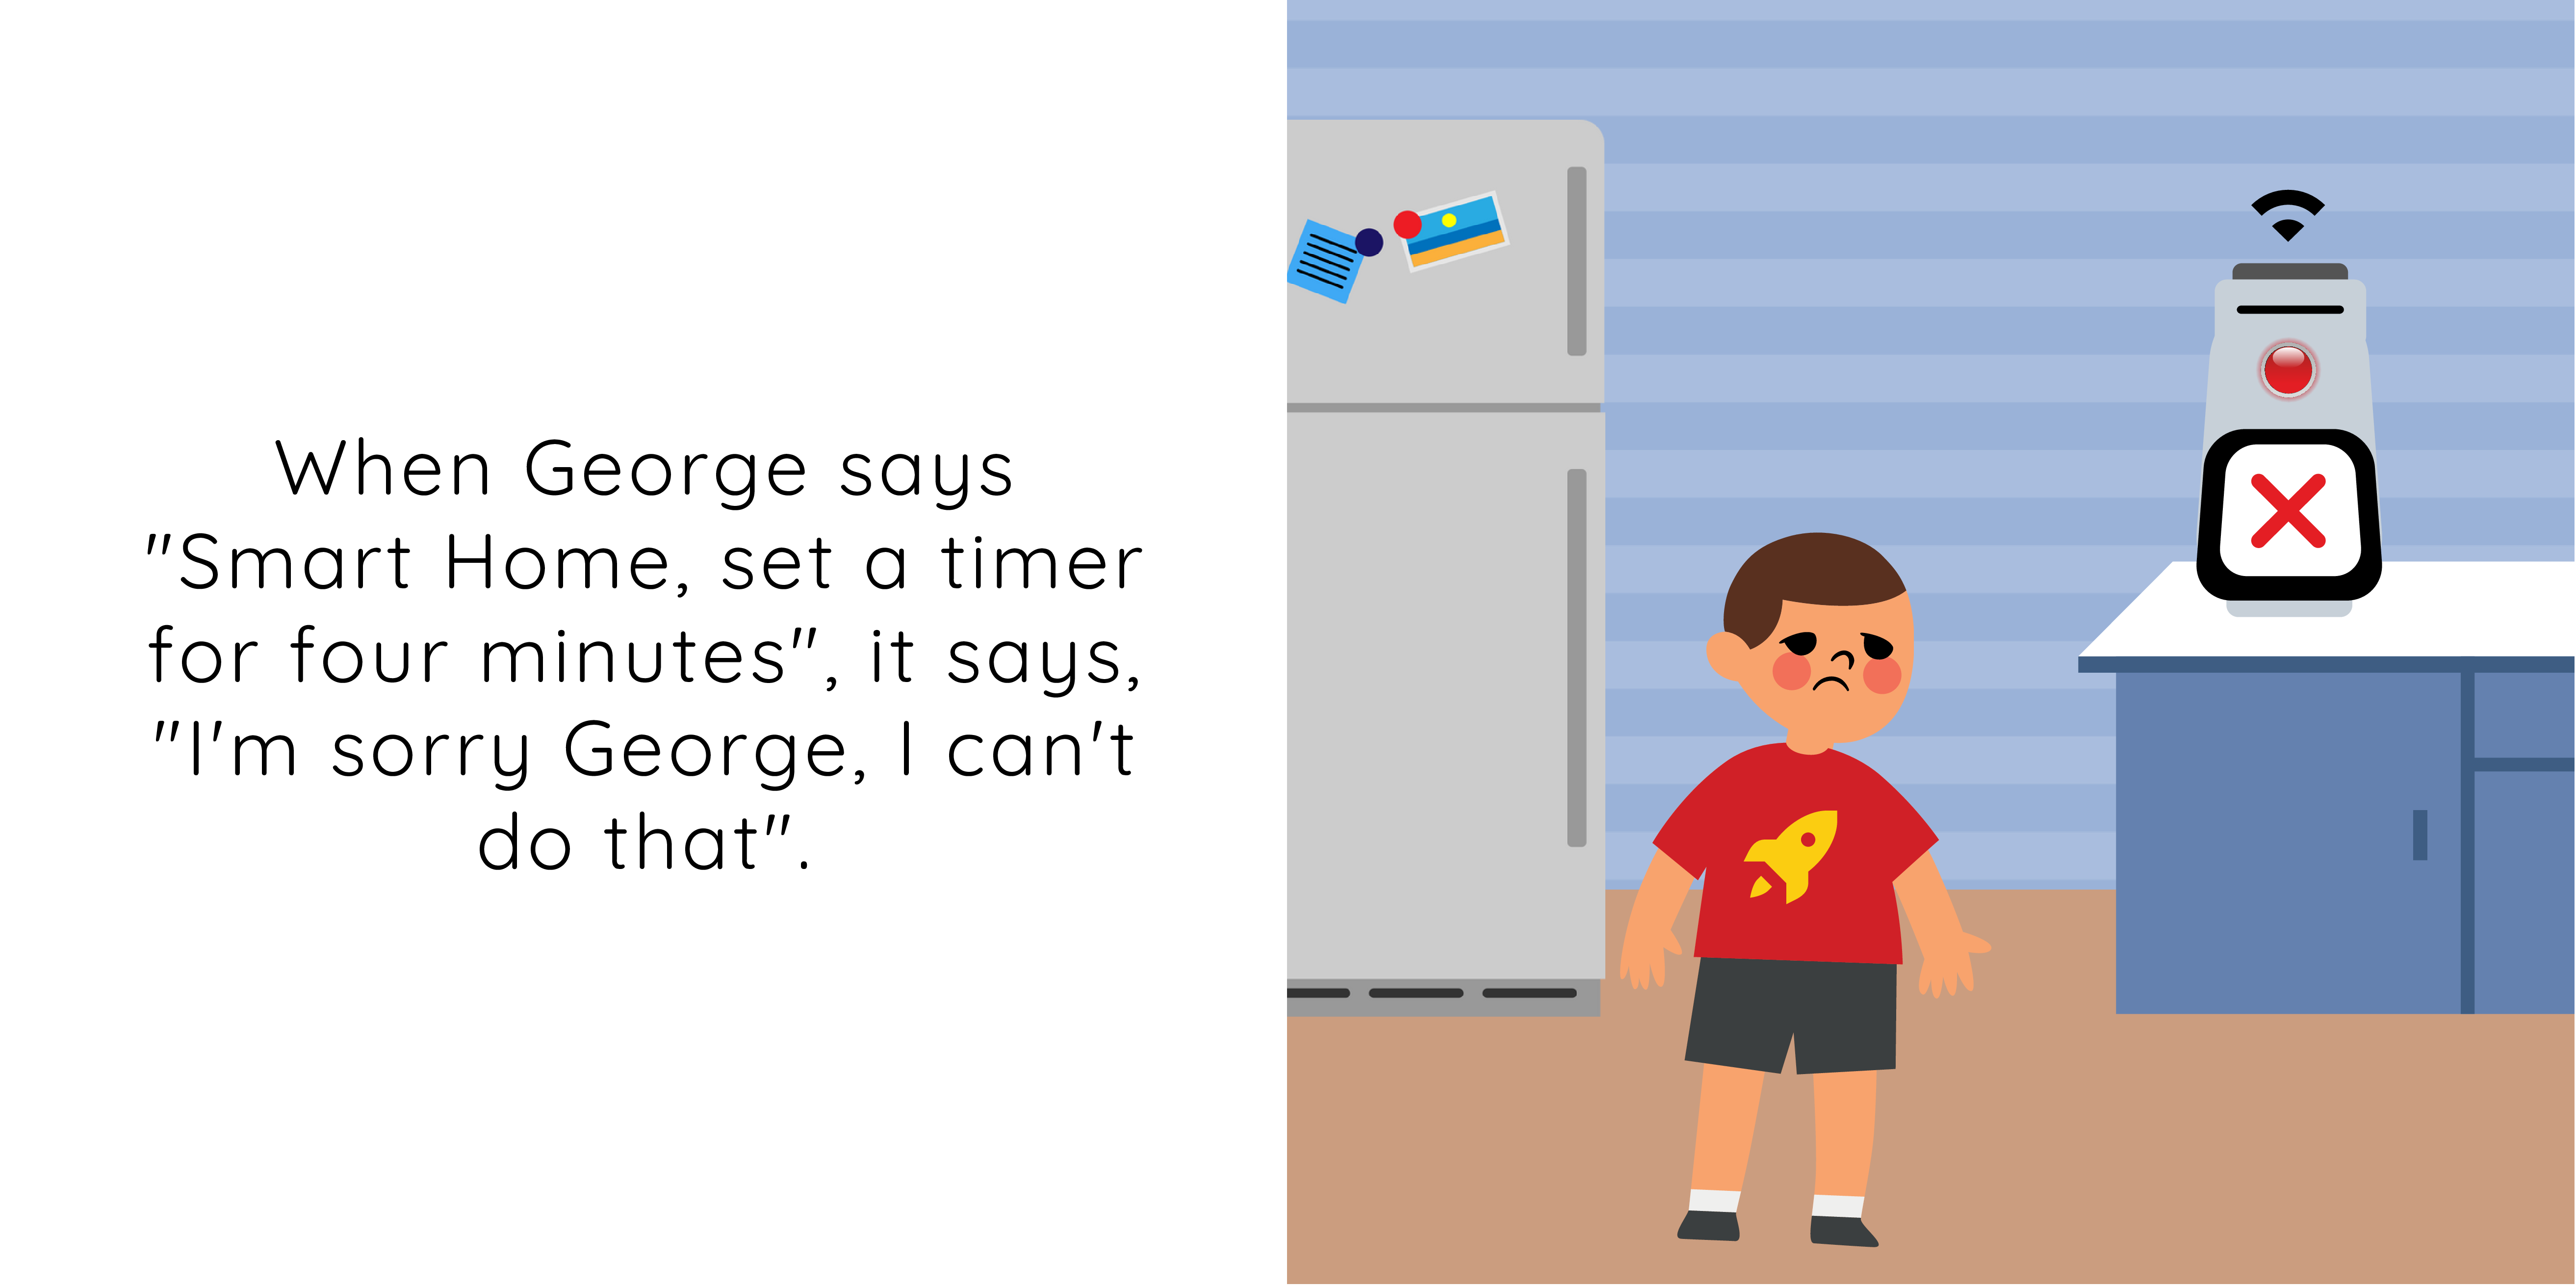 When George says
"Smart Home, set a timer
for four minutes", it says,
"I'm sorry George, I can't
do that".